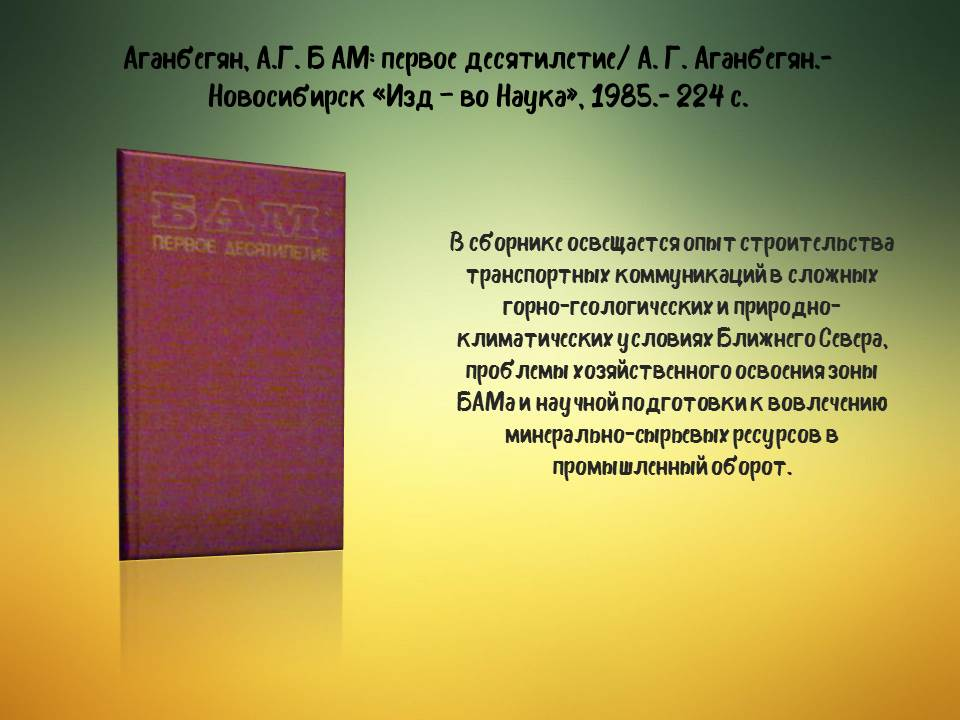 Аганбегян, А.Г. Б АМ: первое десятилетие/ А. Г. Аганбегян.-
Новосибирск «Изд – во Наука», 1985.- 224 с.
БАМ
ПЕРВОЕ ДЕСЯТИЛЕТИЕ
В сборнике освещается опыт строительства
транспортных коммуникаций в сложных
горно-геологических и природно-
климатических условиях Ближнего Севера,
проблемы хозяйственного освоения зоны
БАМа и научной подготовки к вовлечению
минерально-сырьевых ресурсов в
промышленный оборот.